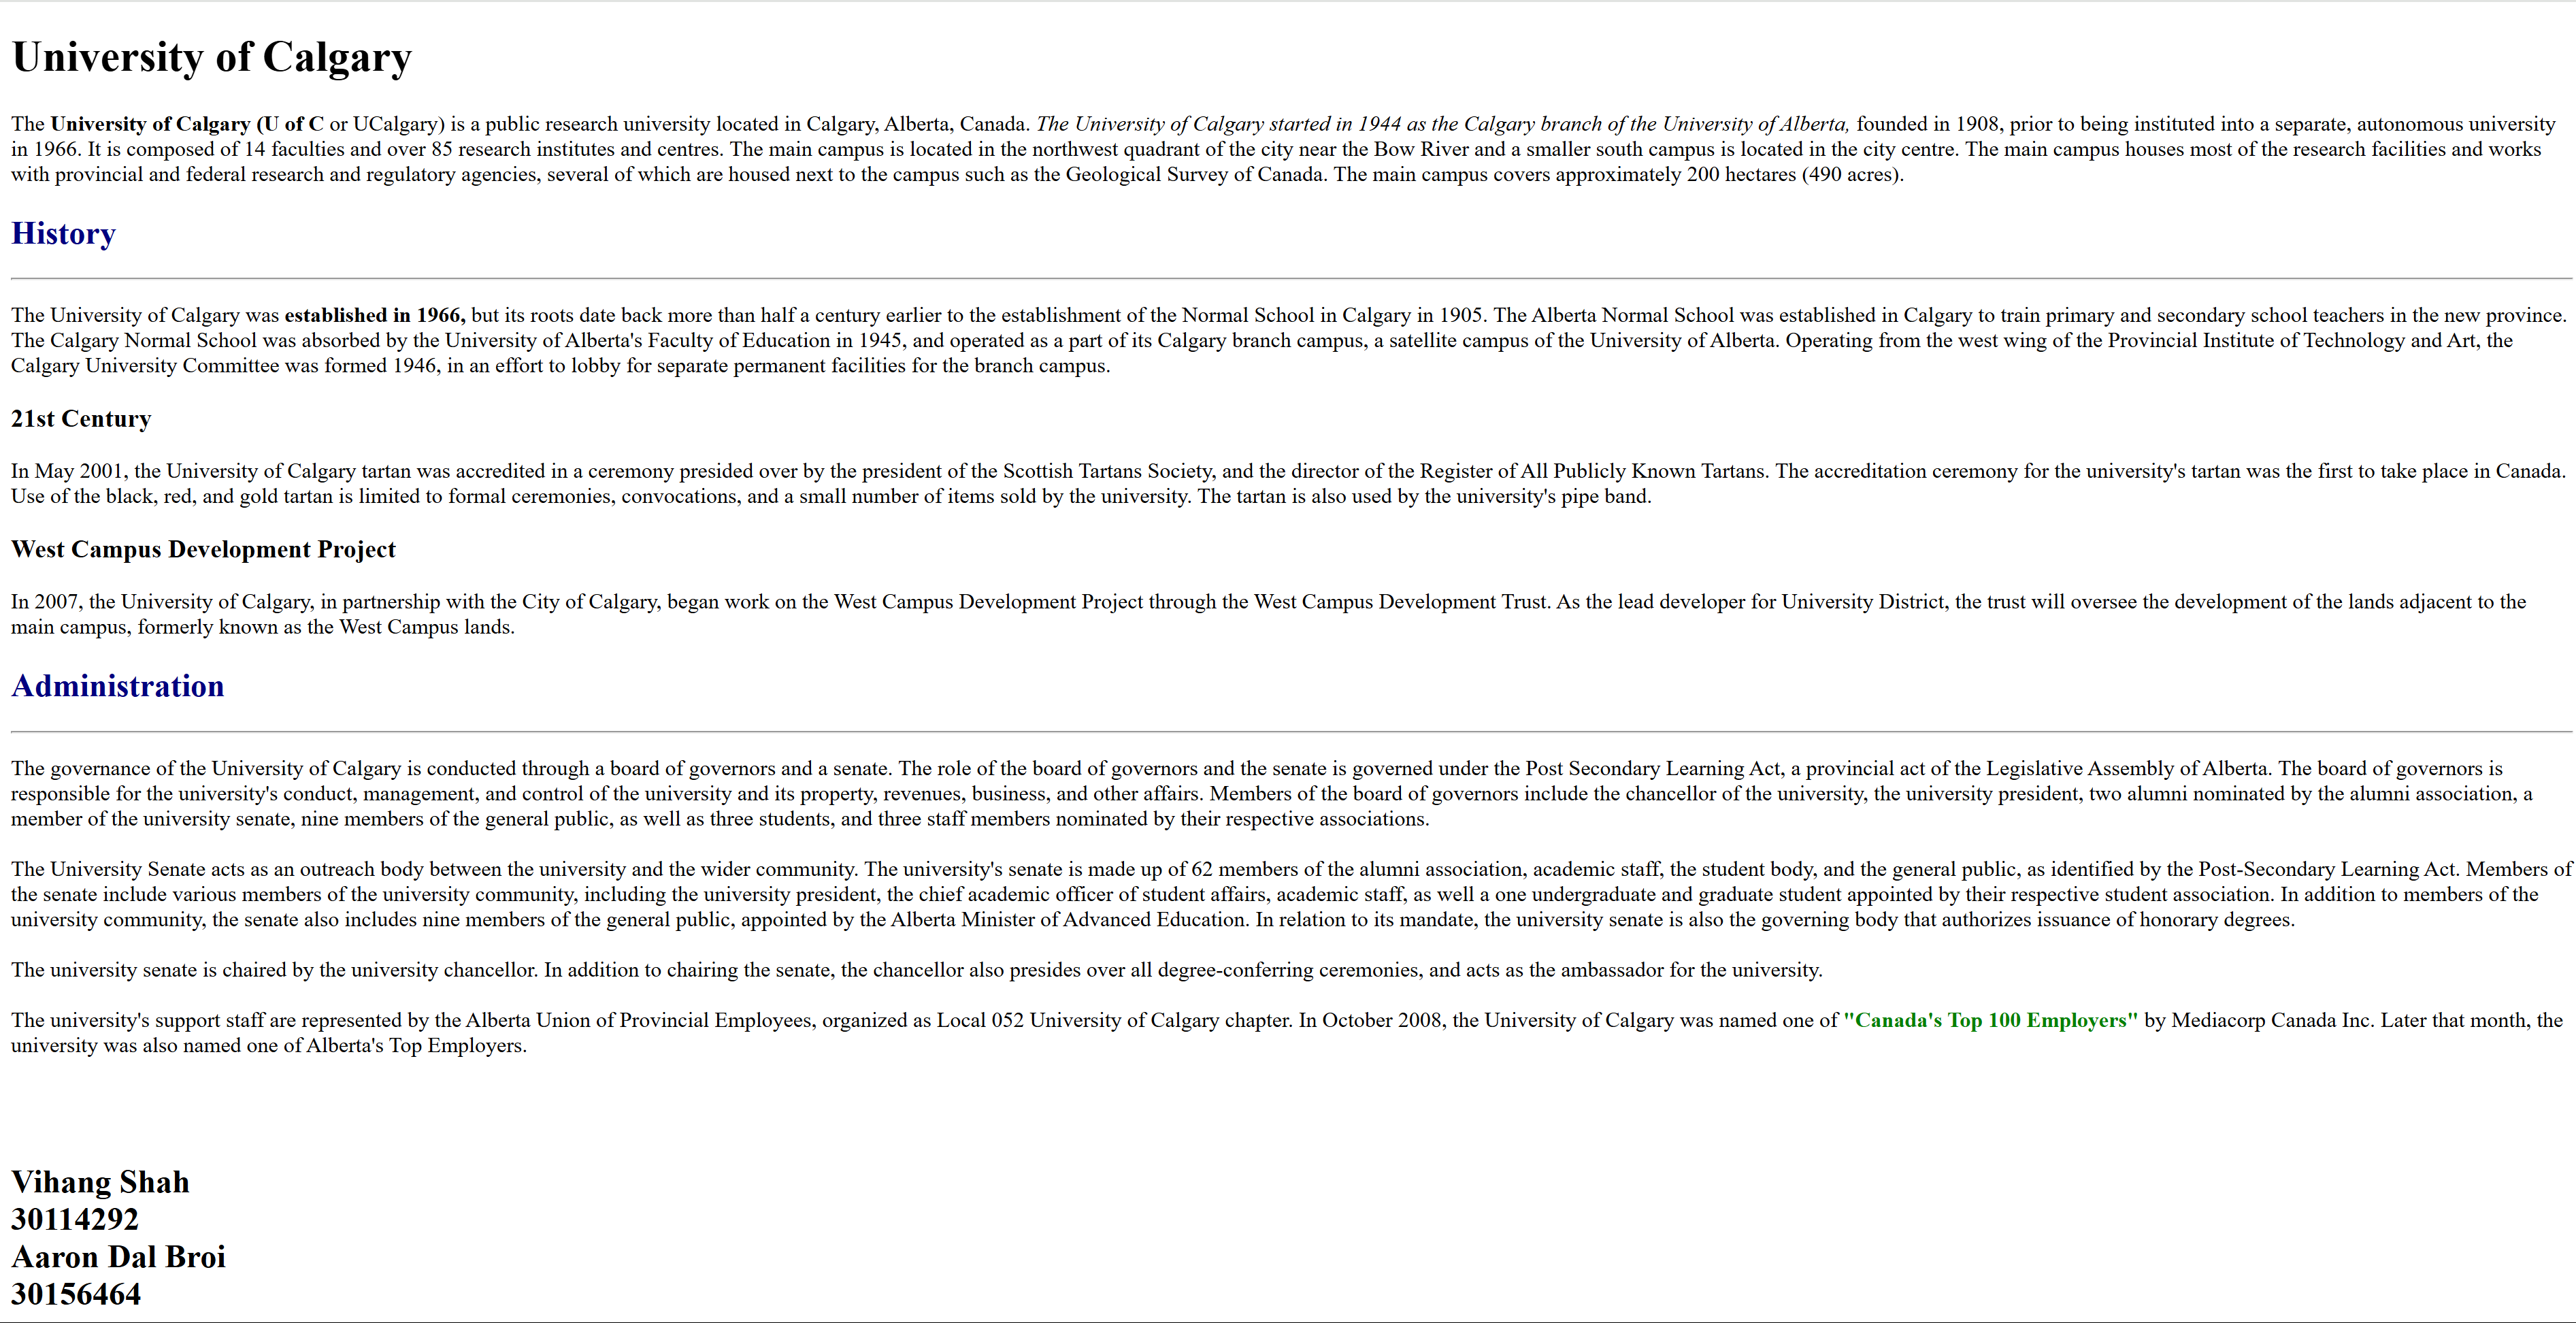 University of Calgary
The University of Calgary (U of C or UCalgary) is a public research university located in Calgary, Alberta, Canada. The University of Calgary started in 1944 as the Calgary branch of the University of Alberta, founded in 1908, prior to being instituted into a separate, autonomous university
in 1966. It is composed of 14 faculties and over 85 research institutes and centres. The main campus is located in the northwest quadrant of the city near the Bow River and a smaller south campus is located in the city centre. The main campus houses most of the research facilities and works
with provincial and federal research and regulatory agencies, several of which are housed next to the campus such as the Geological Survey of Canada. The main campus covers approximately 200 hectares (490 acres).
History
The University of Calgary was established in 1966, but its roots date back more than half a century earlier to the establishment of the Normal School in Calgary in 1905. The Alberta Normal School was established in Calgary to train primary and secondary school teachers in the new province.
The Calgary Normal School was absorbed by the University of Alberta's Faculty of Education in 1945, and operated as a part of its Calgary branch campus, a satellite campus of the University of Alberta. Operating from the west wing of the Provincial Institute of Technology and Art, the
Calgary University Committee was formed 1946, in an effort to lobby for separate permanent facilities for the branch campus.
21st Century
In May 2001, the University of Calgary tartan was accredited in a ceremony presided over by the president of the Scottish Tartans Society, and the director of the Register of All Publicly Known Tartans. The accreditation ceremony for the university's tartan was the first to take place in Canada.
Use of the black, red, and gold tartan is limited to formal ceremonies, convocations, and a small number of items sold by the university. The tartan is also used by the university's pipe band.
West Campus Development Project
In 2007, the University of Calgary, in partnership with the City of Calgary, began work on the West Campus Development Project through the West Campus Development Trust. As the lead developer for University District, the trust will oversee the development of the lands adjacent to the
main campus, formerly known as the West Campus lands.
Administration
The governance of the University of Calgary is conducted through a board of governors and a senate. The role of the board of governors and the senate is governed under the Post Secondary Learning Act, a provincial act of the Legislative Assembly of Alberta. The board of governors is
responsible for the university's conduct, management, and control of the university and its property, revenues, business, and other affairs. Members of the board of governors include the chancellor of the university, the university president, two alumni nominated by the alumni association, a
member of the university senate, nine members of the general public, as well as three students, and three staff members nominated by their respective associations.
The University Senate acts as an outreach body between the university and the wider community. The university's senate is made up of 62 members of the alumni association, academic staff, the student body, and the general public, as identified by the Post-Secondary Learning Act. Members of
the senate include various members of the university community, including the university president, the chief academic officer of student affairs, academic staff, as well a one undergraduate and graduate student appointed by their respective student association. In addition to members of the
university community, the senate also includes nine members of the general public, appointed by the Alberta Minister of Advanced Education. In relation to its mandate, the university senate is also the governing body that authorizes issuance of honorary degrees.
The university senate is chaired by the university chancellor. In addition to chairing the senate, the chancellor also presides over all degree-conferring ceremonies, and acts as the ambassador for the university.
The university's support staff are represented by the Alberta Union of Provincial Employees, organized as Local 052 University of Calgary chapter. In October 2008, the University of Calgary was named one of "Canada's Top 100 Employers" by Mediacorp Canada Inc. Later that month, the
university was also named one of Alberta's Top Employers.
Vihang Shah
30114292
Aaron Dal Broi
30156464